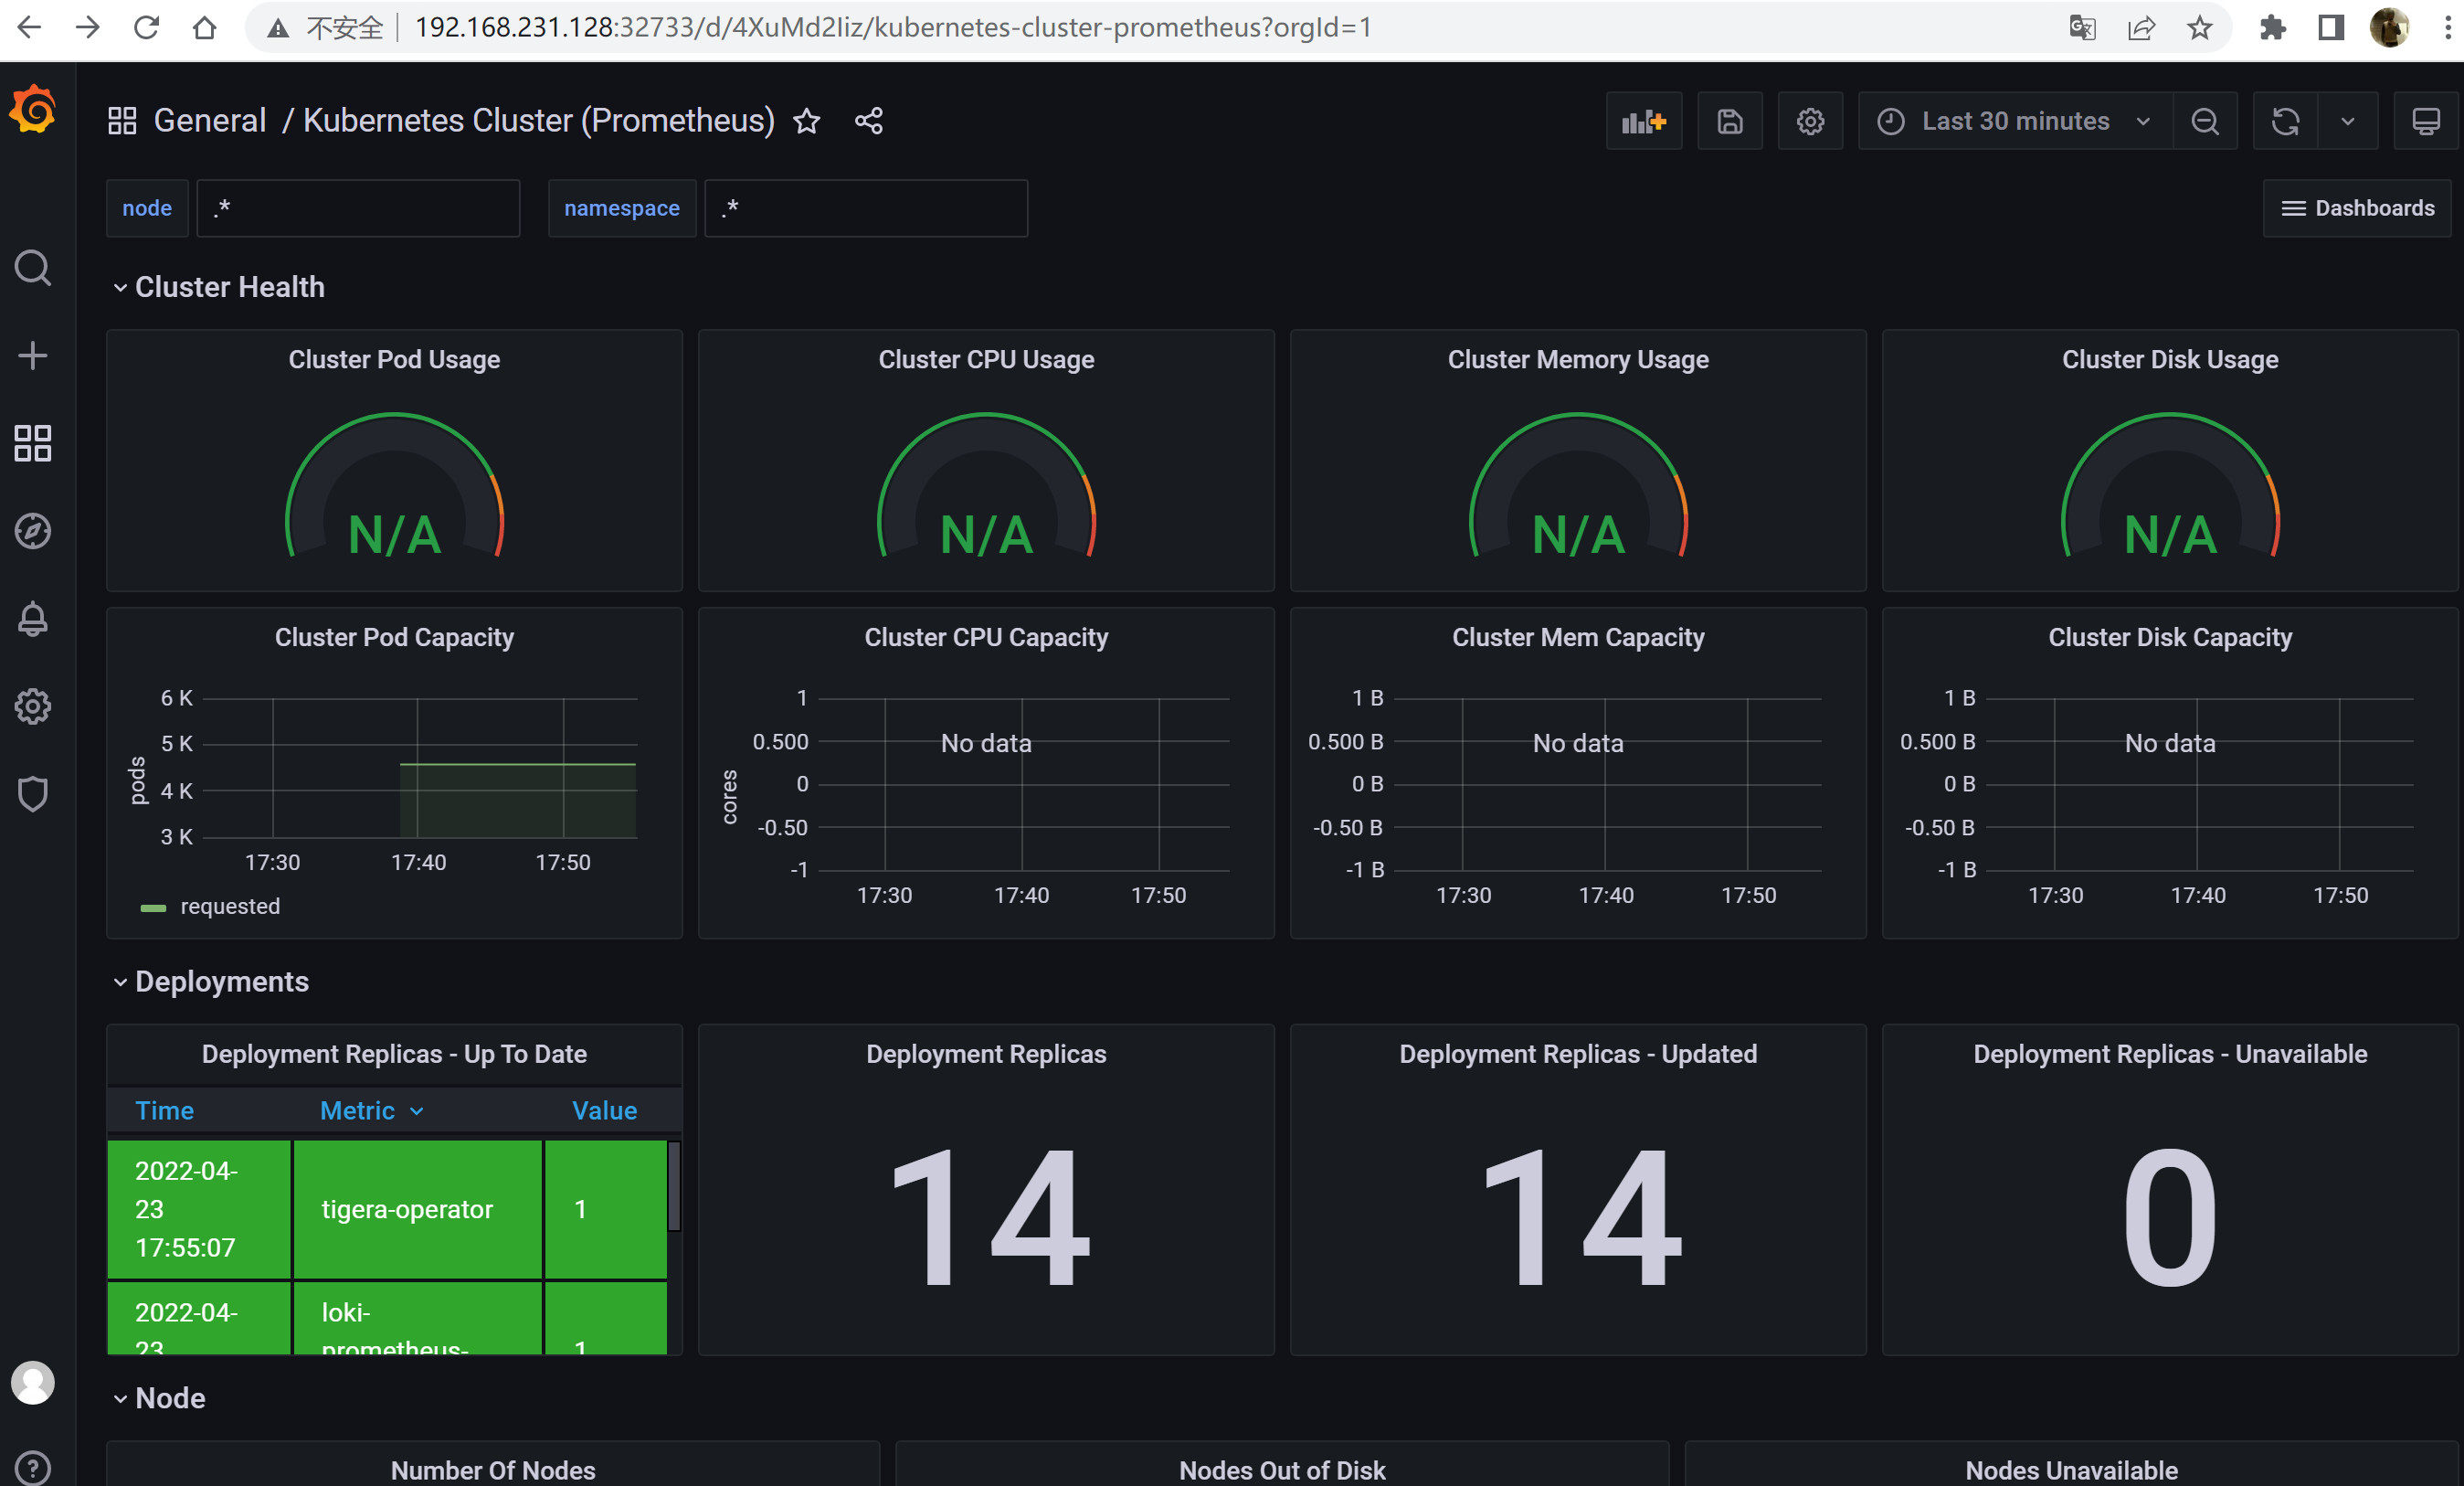 不安全 192.168.231.128:32733/d/4XuMd2Iiz/kubernetes-cluster-prometheus?orgId=1
General / Kubernetes Cluster (Prometheus)
Last 30 minutes
node .* namespace .*
Dashboards
Cluster Health
Cluster Pod Usage
N/A
Cluster CPU Usage
N/A
Cluster Memory Usage
N/A
Cluster Disk Usage
N/A
Cluster Pod Capacity
6 K
5 K
4 K
3 K
pods
17:30 17:40 17:50
requested
Cluster CPU Capacity
1
0.500
0
-0.50
-1
cores
No data
17:30 17:40 17:50
Cluster Mem Capacity
1 B
0.500 B
0 B
-0.50 B
-1 B
No data
17:30 17:40 17:50
Cluster Disk Capacity
1 B
0.500 B
0 B
-0.50 B
-1 B
No data
17:30 17:40 17:50
Deployments
Deployment Replicas - Up To Date
Time Metric Value
2022-04-
23
17:55:07
tigera-operator
1
2022-04-
23
loki-
prometheus-
1
Deployment Replicas
14
Deployment Replicas - Updated
14
Deployment Replicas - Unavailable
0
Node
Number Of Nodes
Nodes Out of Disk
Nodes Unavailable